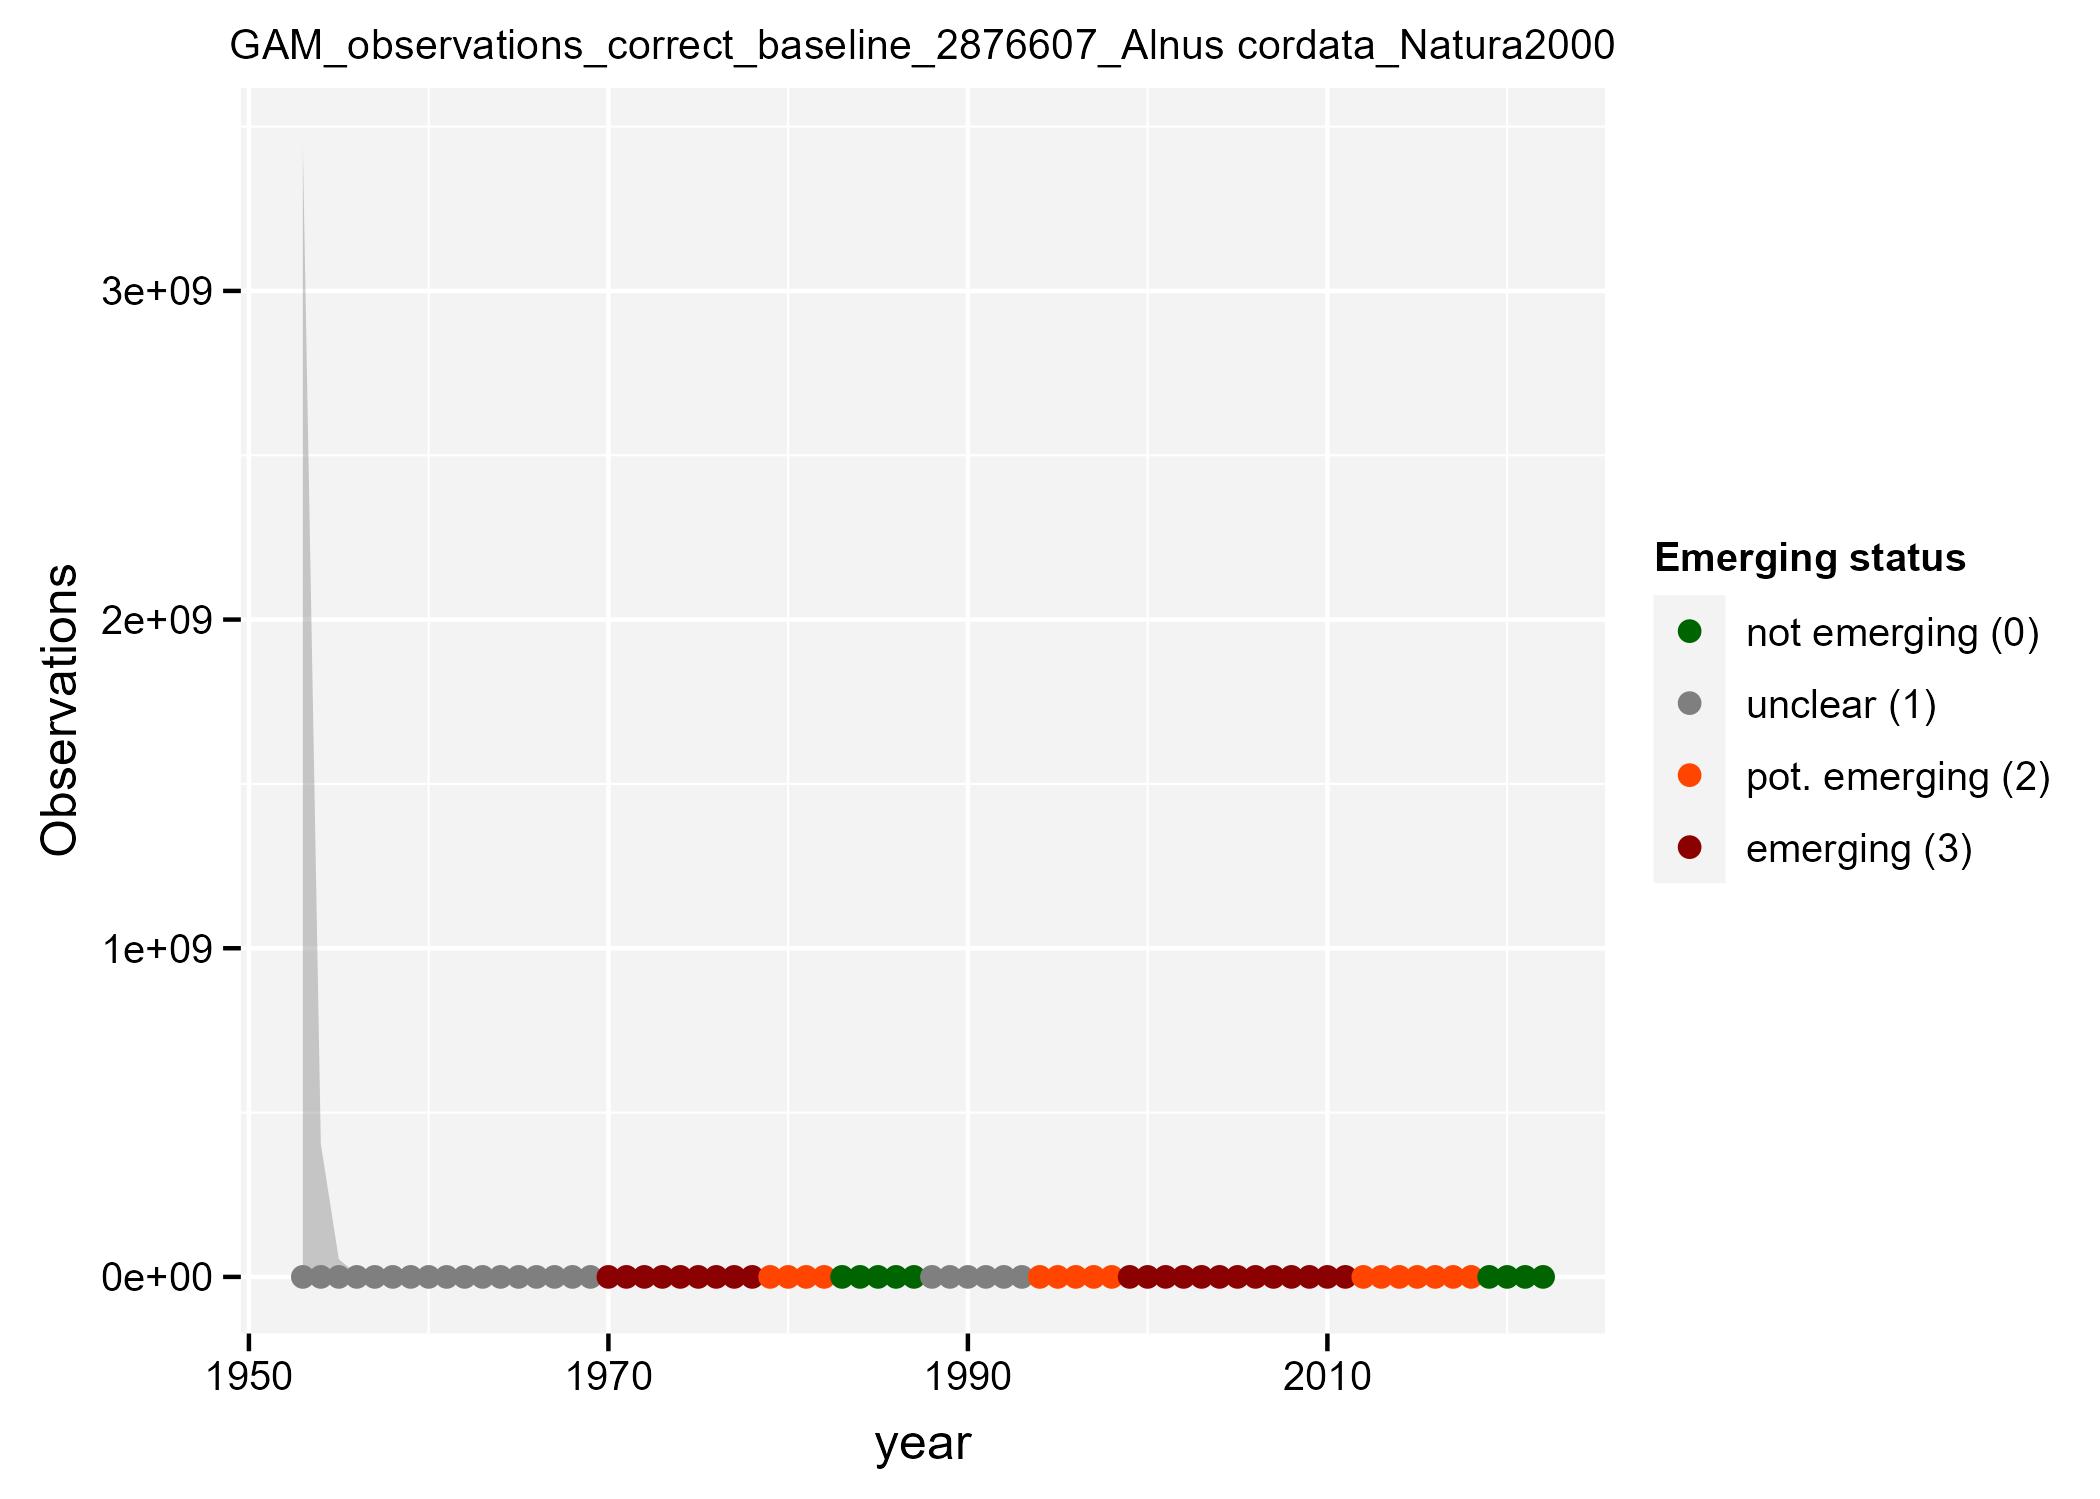 GAM_observations_correct_baseline_2876607_Alnus cordata_Natura2000
Observations
3e+09
2e+09
1e+09
0e+00
1950
1970
1990
2010
year
Emerging status
not emerging (0)
unclear (1)
pot. emerging (2)
emerging (3)